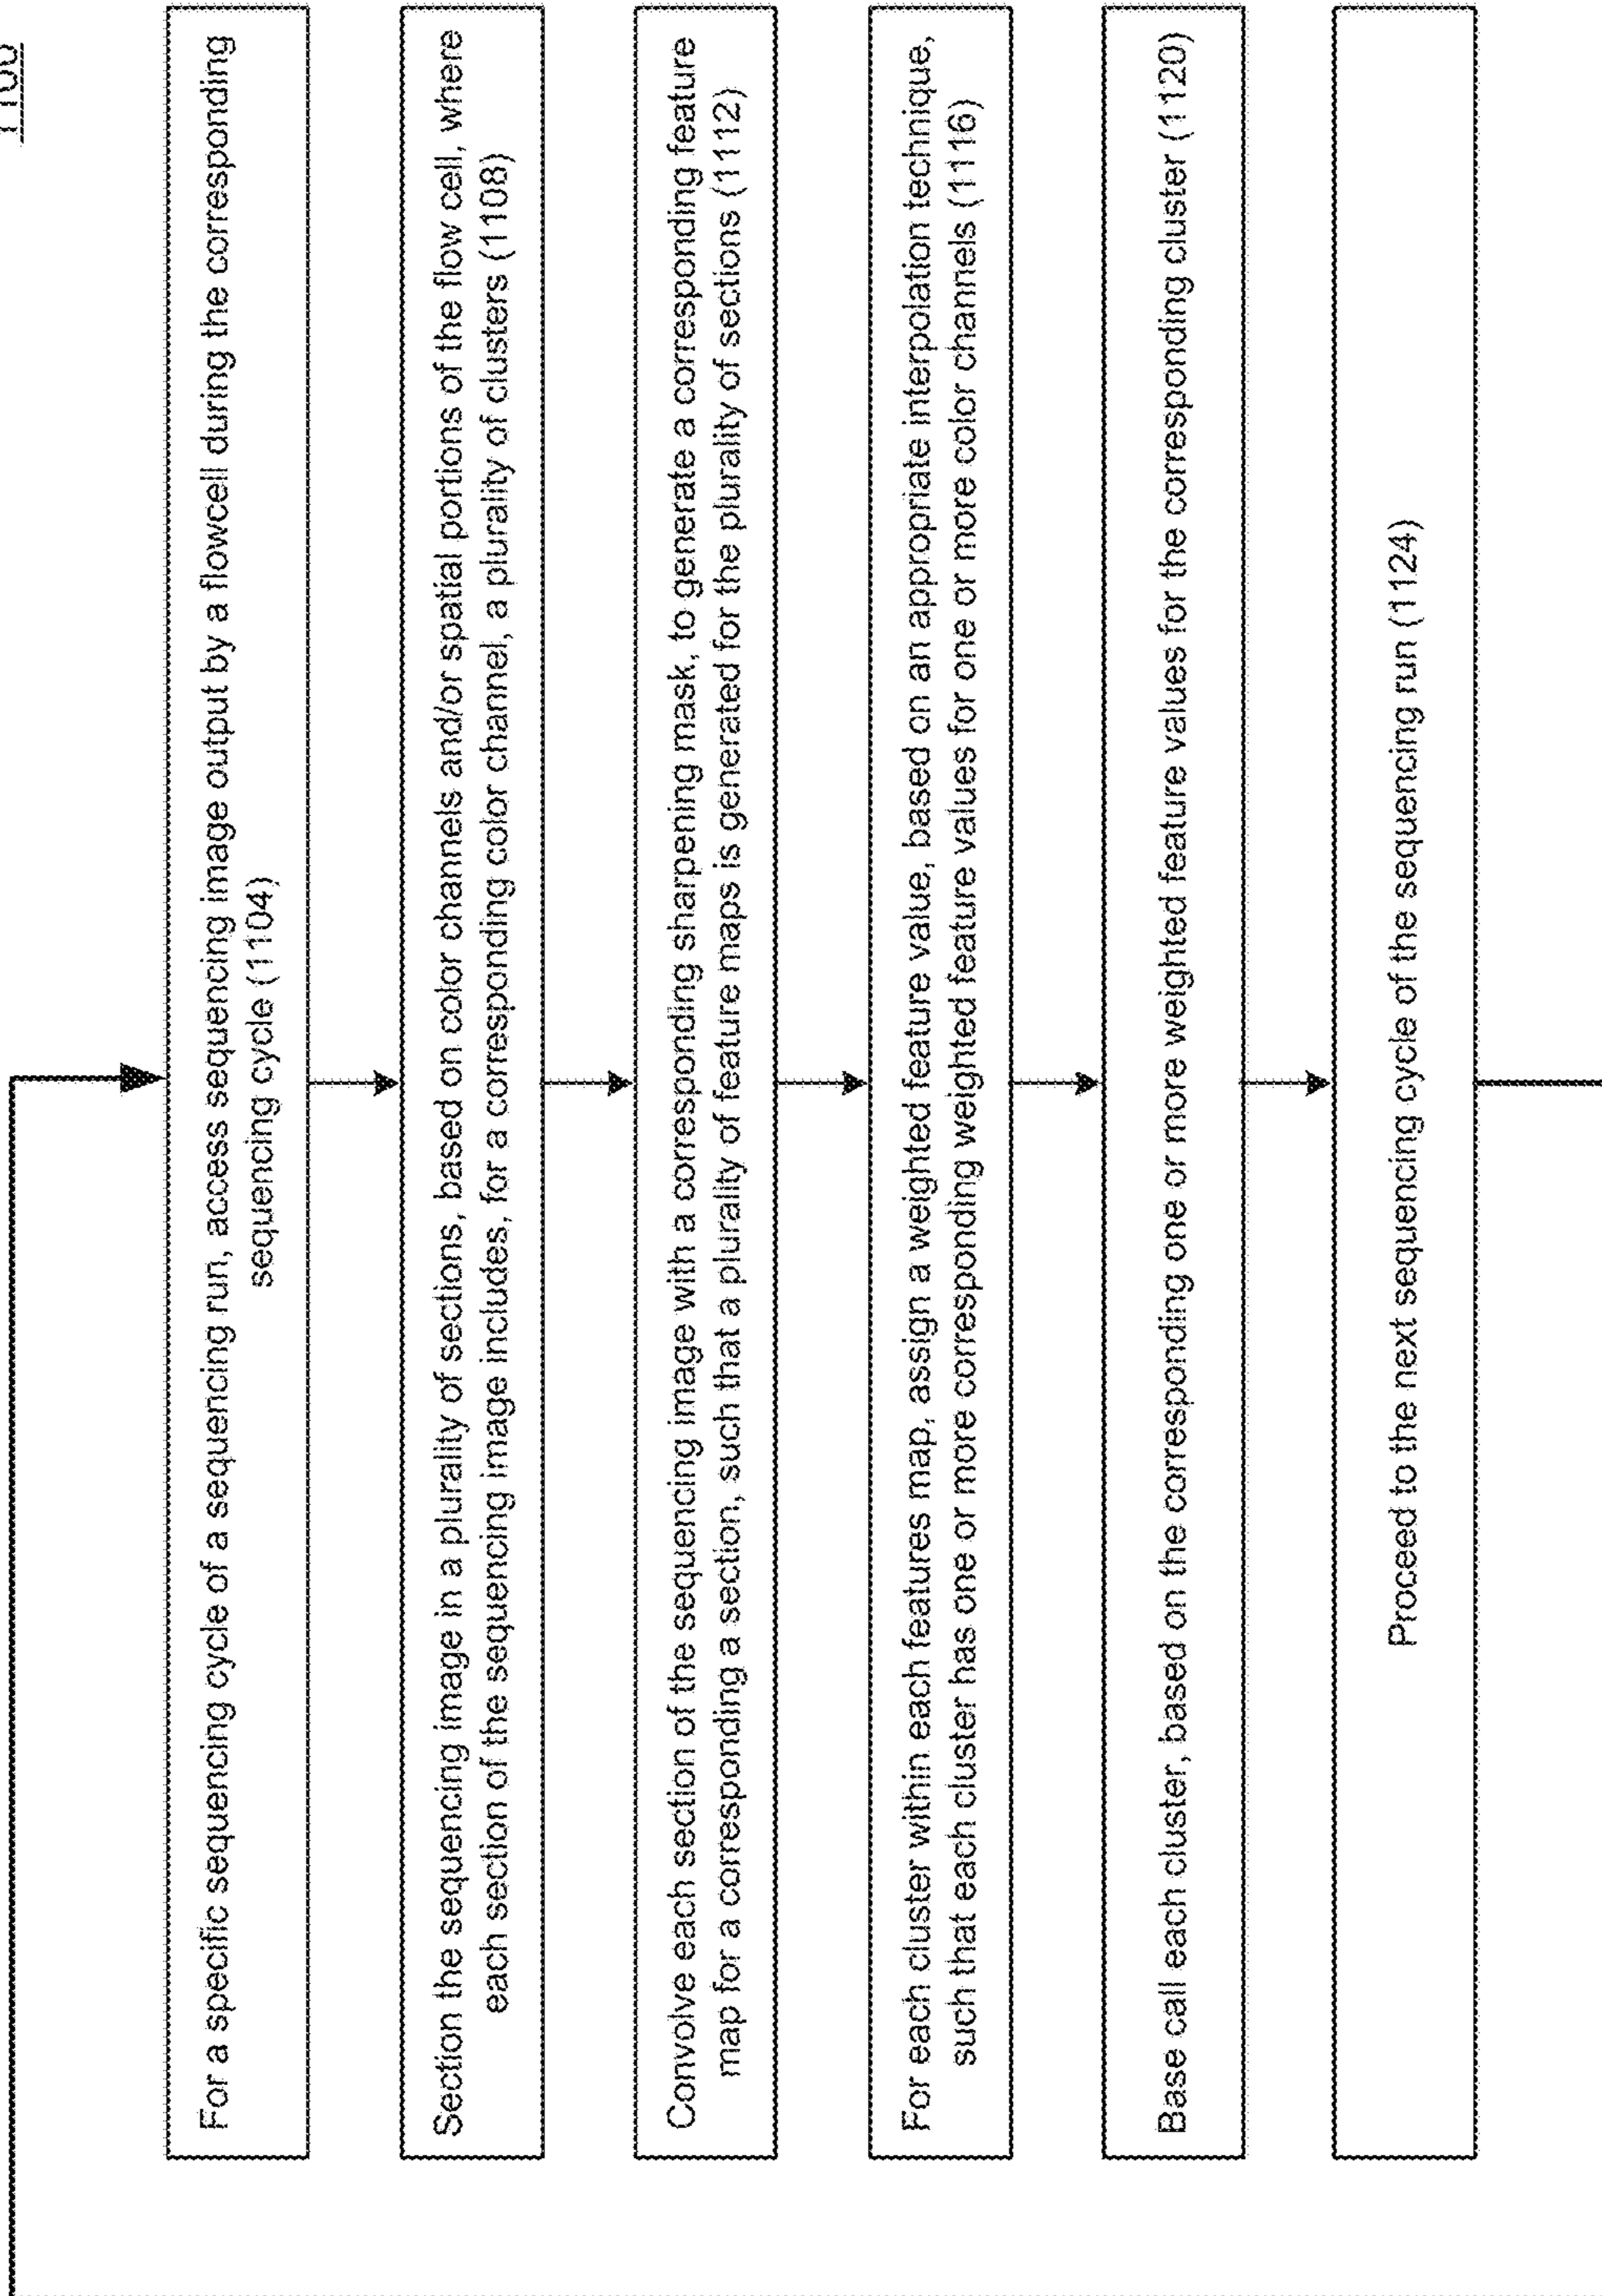 1100
For a specific sequencing cycle of a sequencing run, access sequencing image output by a flowcell during the corresponding
sequencing cycle (1104)
Section the sequencing image in a plurality of sections, based on color channels and/or spatial portions of the flow cell, where
each section of the sequencing image includes, for a corresponding color channel, a plurality of clusters (1108)
Convolve each section of the sequencing image with a corresponding sharpening mask, to generate a corresponding feature
map for a corresponding a section, such that a plurality of feature maps is generated for the plurality of sections (1112)
For each cluster within each features map, assign a weighted feature value, based on an appropriate interpolation technique,
such that each cluster has one or more corresponding weighted feature values for one or more color channels (1116)
Base call each cluster, based on the corresponding one or more weighted feature values for the corresponding cluster (1120)
Proceed to the next sequencing cycle of the sequencing run (1124)